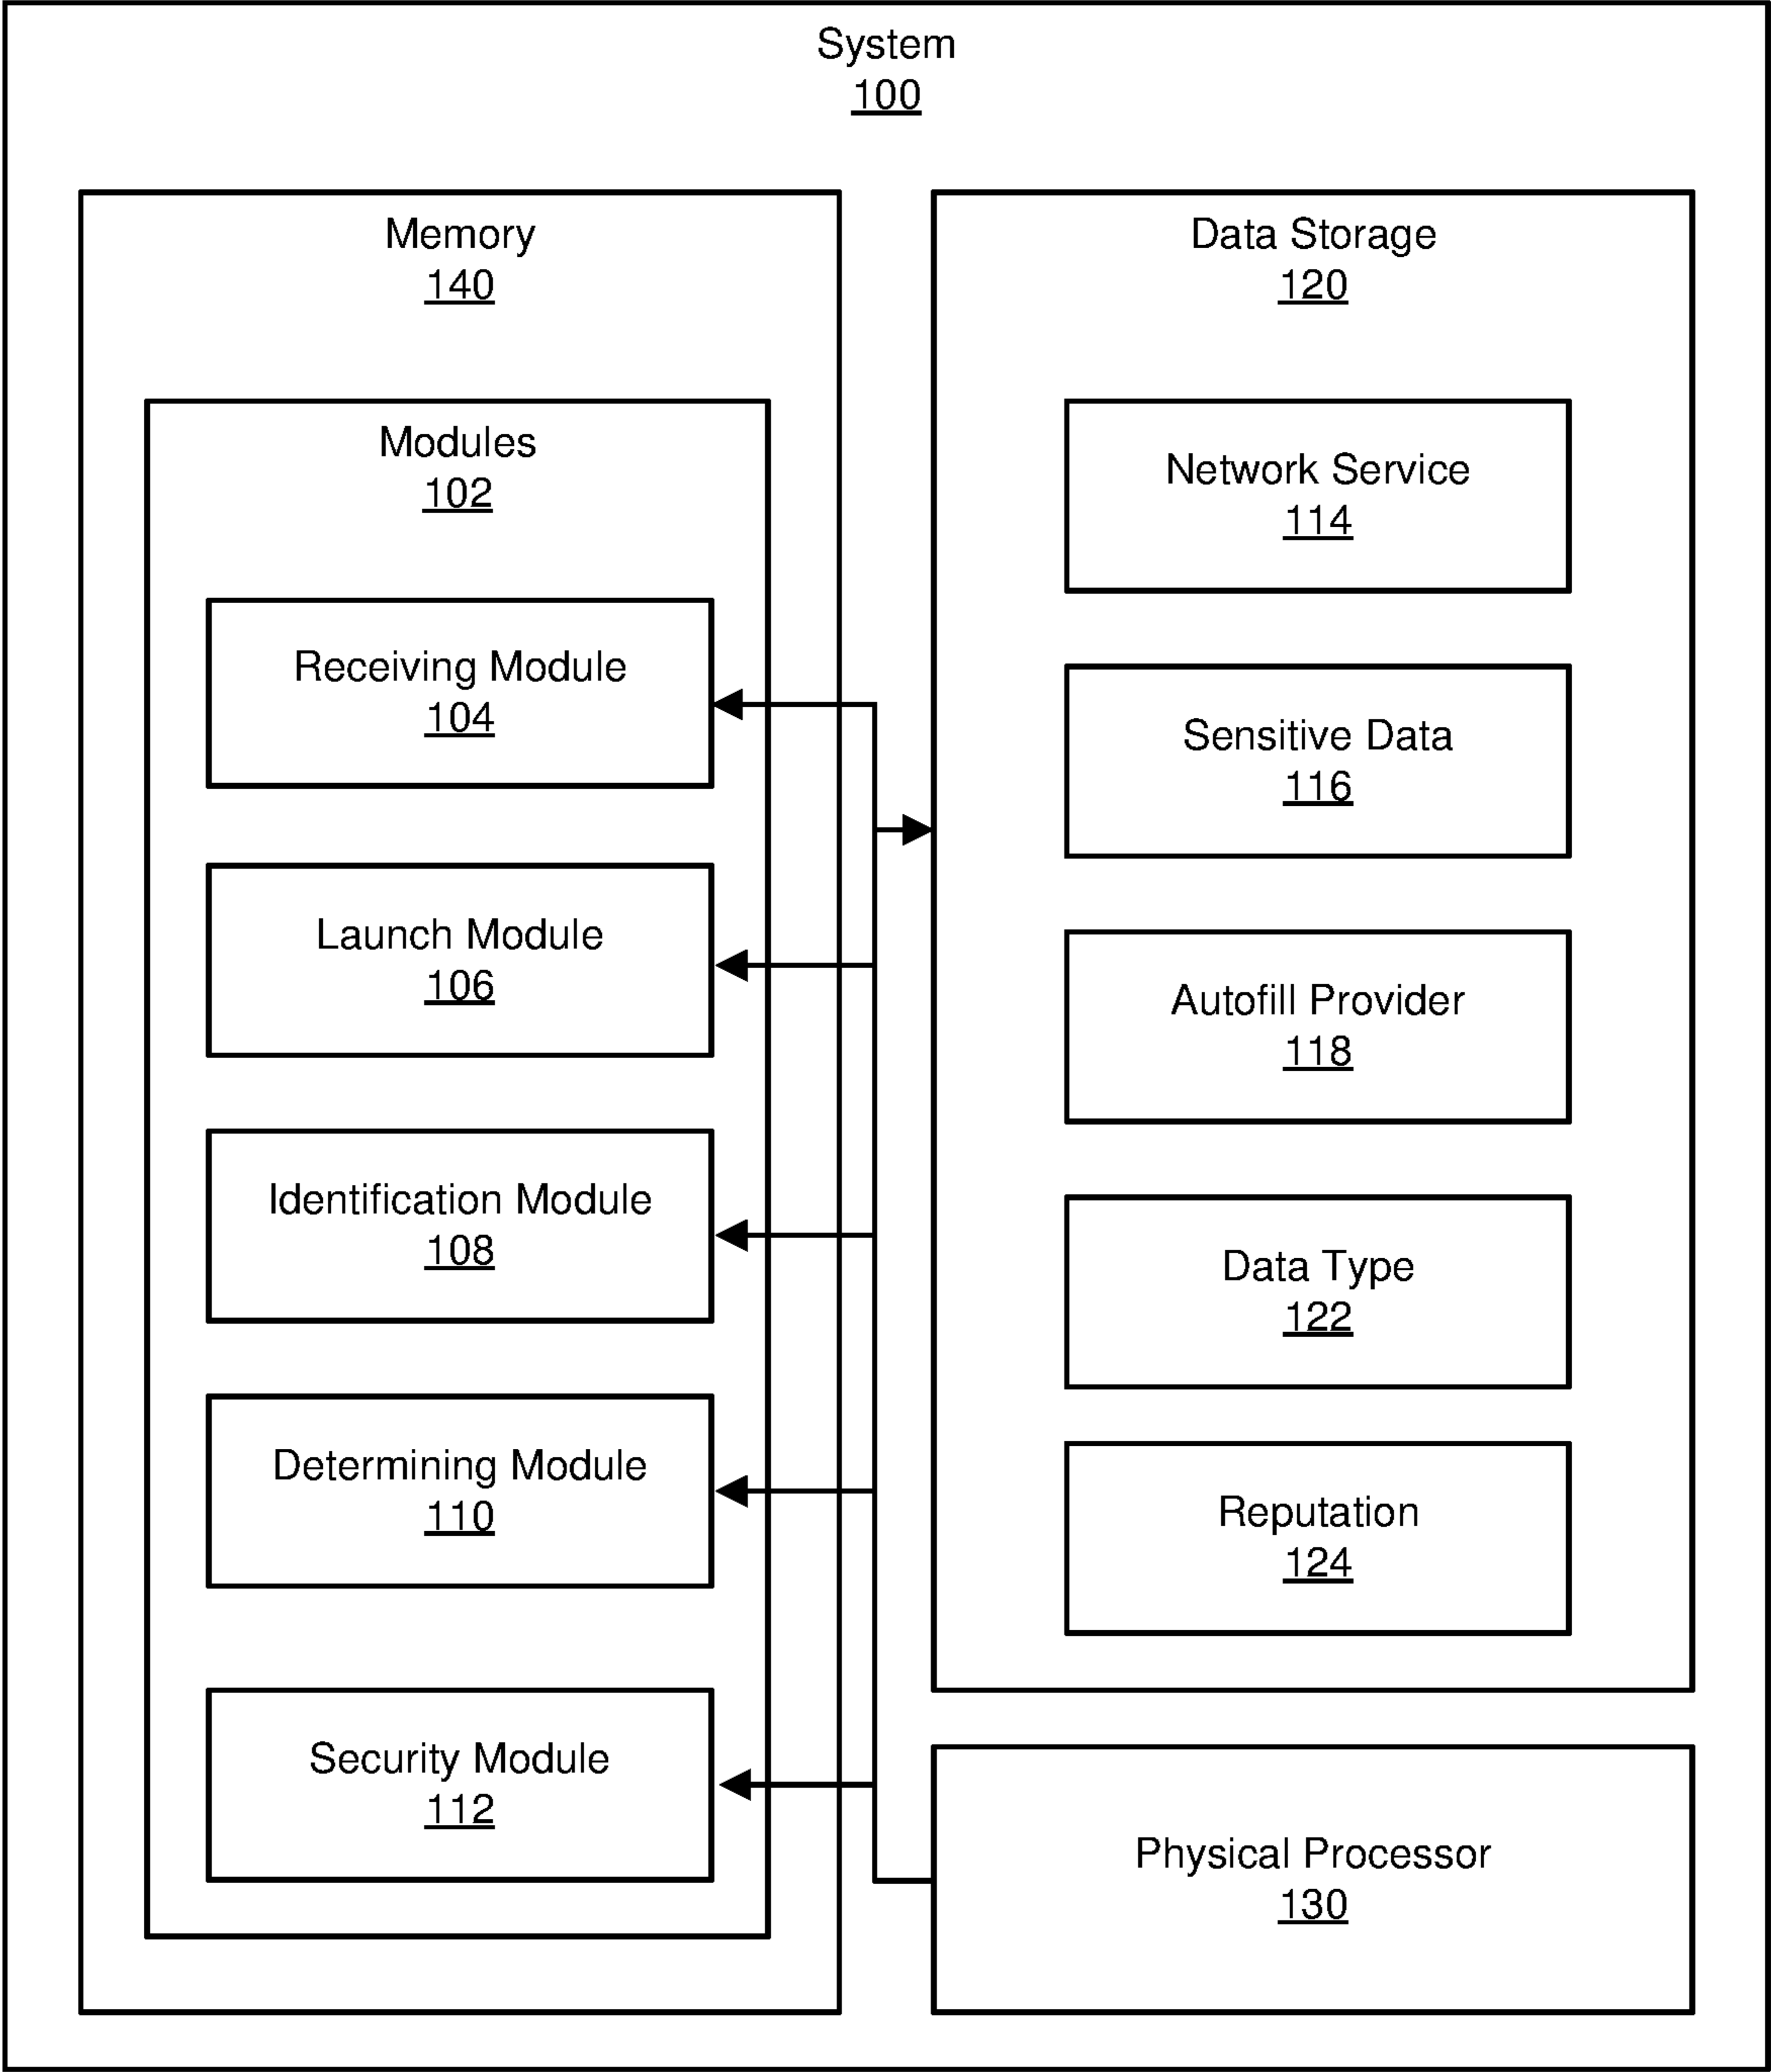 System
100
Memory
140
Modules
102
Receiving Module
104
Launch Module
106
Identification Module
108
Determining Module
110
Security Module
112
Data Storage
120
Network Service
114
Sensitive Data
116
Autofill Provider
118
Data Type
122
Reputation
124
Physical Processor
130